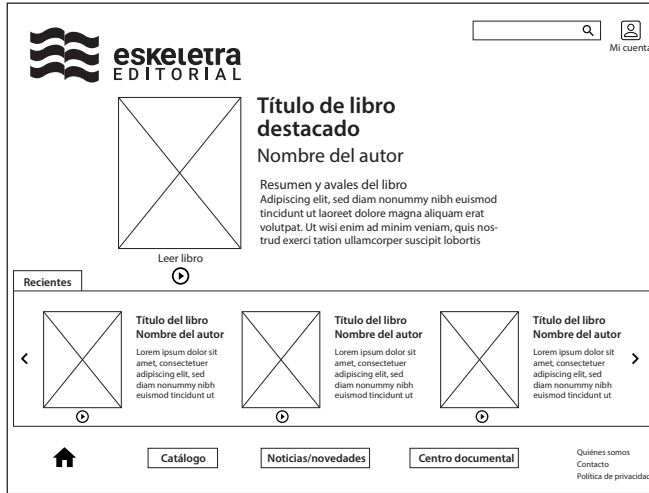 eskeletra
EDITORIAL
Mi cuenta
Título de libro
destacado
Nombre del autor
Resumen y avales del libro
Adipiscing elit, sed diam nonummy nibh euismod
tincidunt ut laoreet dolore magna aliquam erat
volutpat. Ut wisi enim ad minim veniam, quis nos-
trud exerci tation ullamcorper suscipit lobortis
Leer libro
Recientes
Título del libro
Nombre del autor
Lorem ipsum dolor sit
amet, consectetuer
adipiscing elit, sed
diam nonummy nibh
euismod tincidunt ut
Título del libro
Nombre del autor
Lorem ipsum dolor sit
amet, consectetuer
adipiscing elit, sed
diam nonummy nibh
euismod tincidunt ut
Título del libro
Nombre del autor
Lorem ipsum dolor sit
amet, consectetuer
adipiscing elit, sed
diam nonummy nibh
euismod tincidunt ut
Catálogo
Noticias/novedades
Centro documental
Quiénes somos
Contacto
Política de privacidad